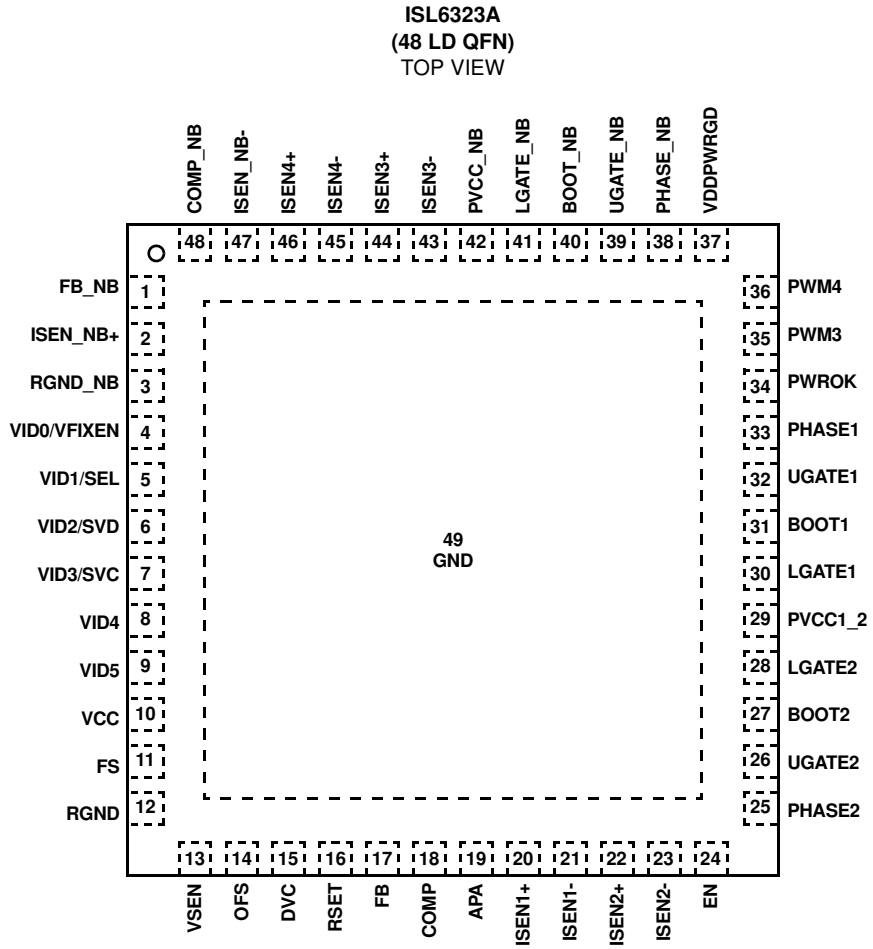 ISL6323A
(48 LD QFN)
TOP VIEW
COMP_NB
ISEN_NB-
ISEN4+
ISEN4-
ISEN3+
ISEN3-
PVCC_NB
LGATE_NB
BOOT_NB
UGATE_NB
PHASE_NB
VDDPWRGD
48 47 46 45 44 43 42 41 40 39 38 37
FB_NB 1
ISEN_NB+ 2
RGND_NB 3
VID0/VFIXEN 4
VID1/SEL 5
VID2/SVD 6
VID3/SVC 7
VID4 8
VID5 9
VCC 10
FS 11
RGND 12
49
GND
36 PWM4
35 PWM3
34 PWROK
33 PHASE1
32 UGATE1
31 BOOT1
30 LGATE1
29 PVCC1_2
28 LGATE2
27 BOOT2
26 UGATE2
25 PHASE2
13 14 15 16 17 18 19 20 21 22 23 24
VSEN
OFS
DVC
RSET
FB
COMP
APA
ISEN1+
ISEN1-
ISEN2+
ISEN2-
EN